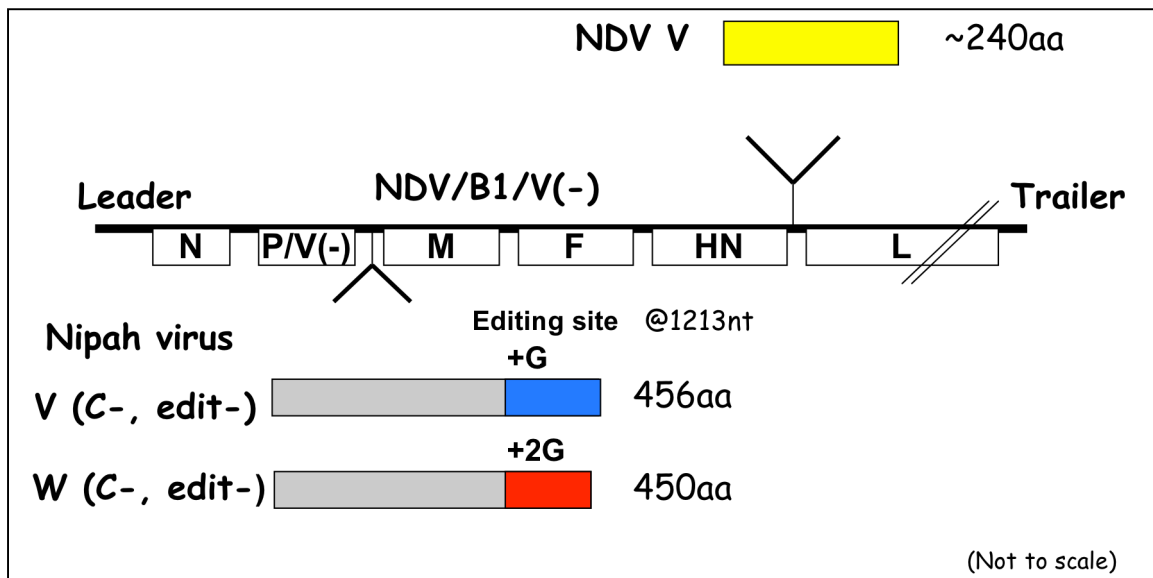 NDV V ~240aa
NDV/B1/V(-)
Leader Trailer
N P/V(-) M F HN L
Editing site @1213nt
Nipah virus
+G
V (C-, edit-) 456aa
+2G
W (C-, edit-) 450aa
(Not to scale)